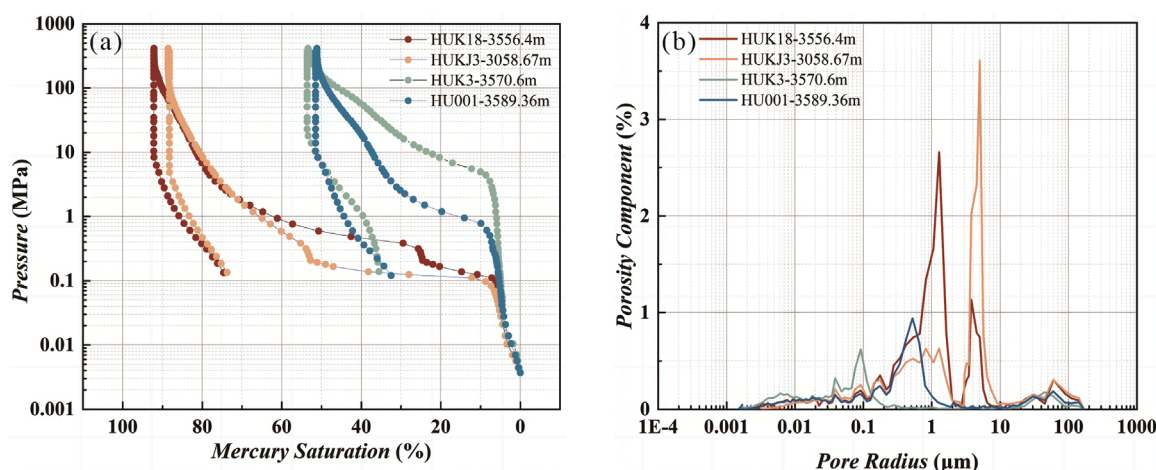 (a)
HUK18-3556.4m
HUKJ3-3058.67m
HUK3-3570.6m
HU001-3589.36m
1000
100
10
1
0.1
0.01
0.001
Pressure (MPa)
100 80 60 40 20 0
Mercury Saturation (%)
(b)
HUK18-3556.4m
HUKJ3-3058.67m
HUK3-3570.6m
HU001-3589.36m
4
3
2
1
0
Porosity Component (%)
1E-4 0.001 0.01 0.1 1 10 100 1000
Pore Radius (μm)